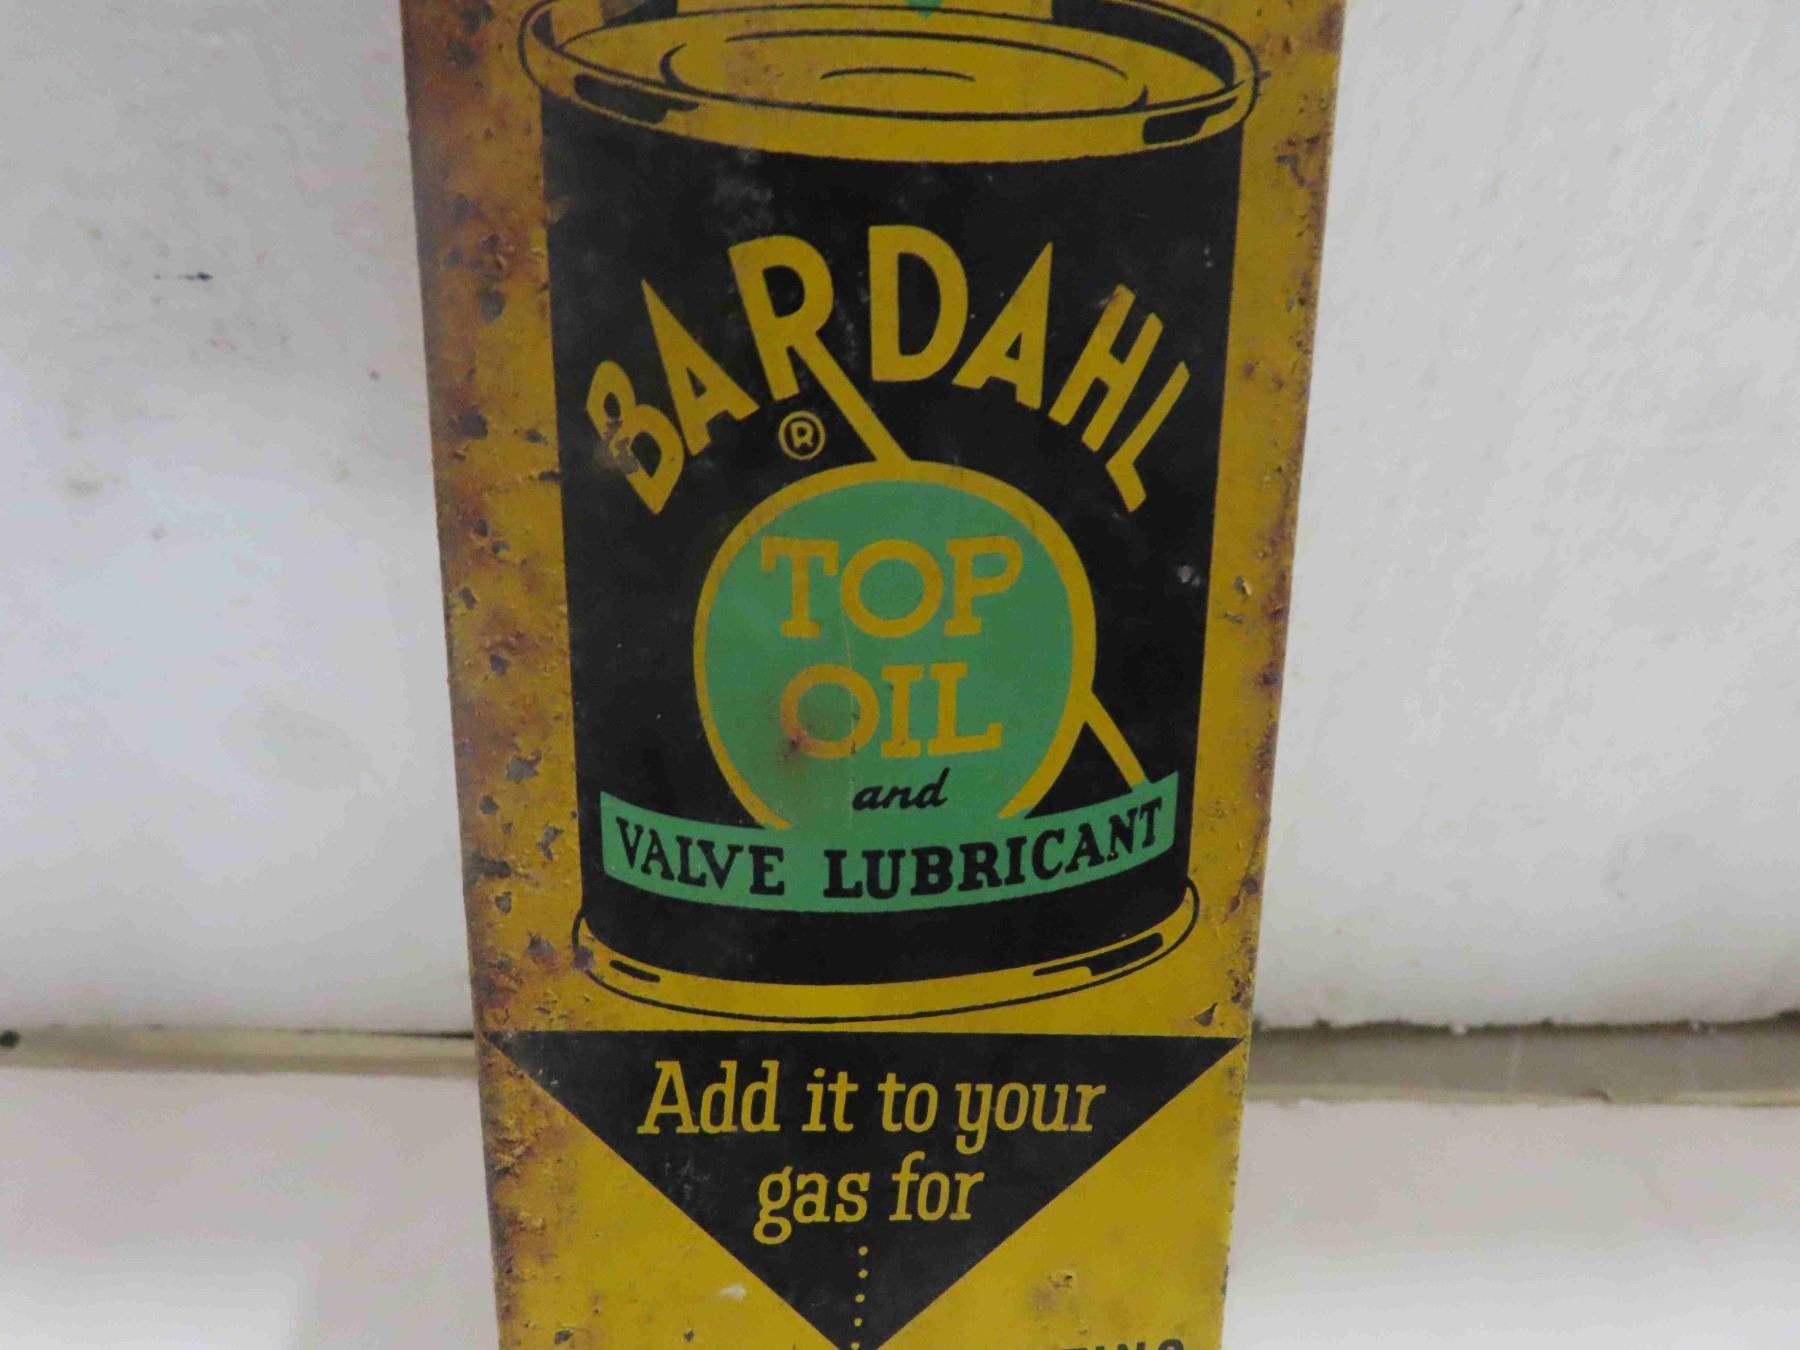 BARDAHL
®
TOP
OIL
and
VALVE LUBRICANT
Add it to your
gas for